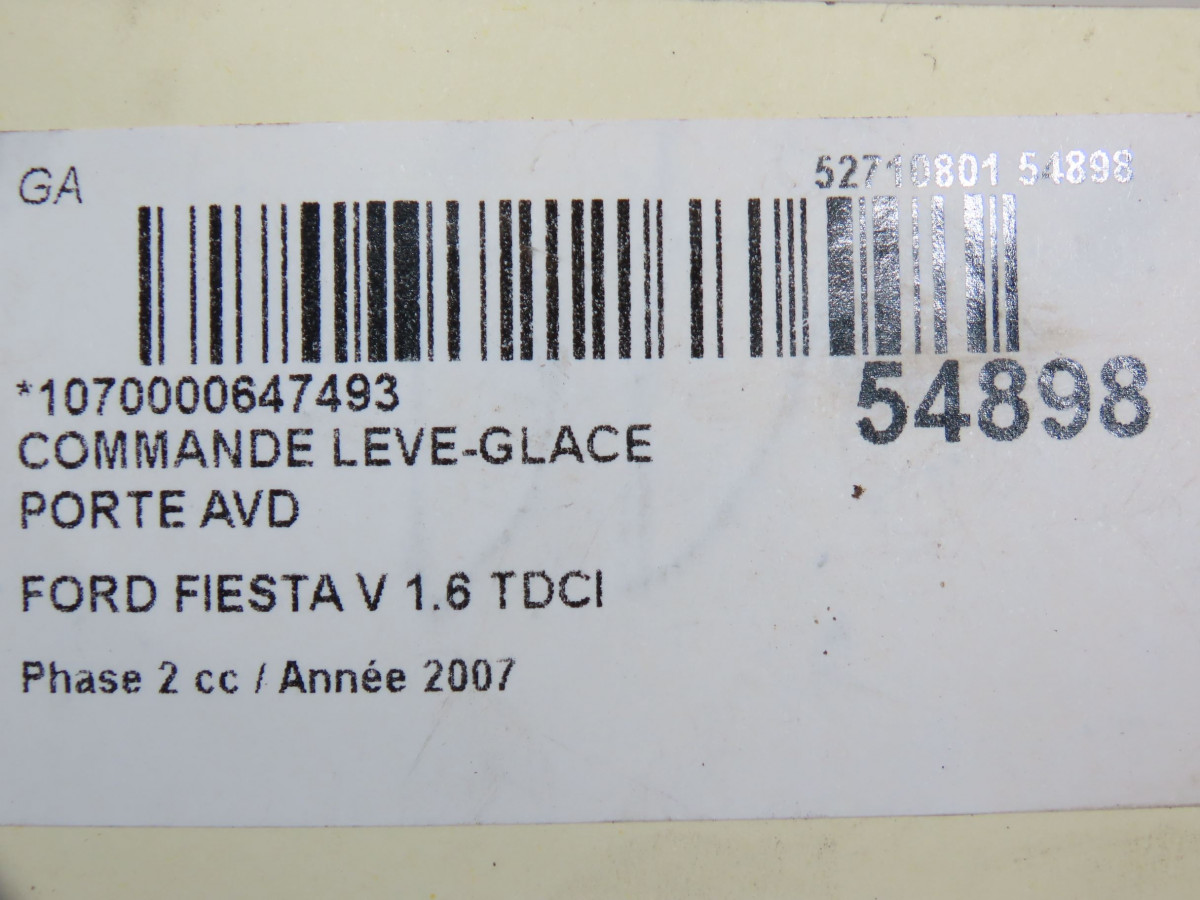 GA
52710801 54898
*1070000647493
54898
COMMANDE LEVE-GLACE
PORTE AVD
FORD FIESTA V 1.6 TDCI
Phase 2 cc / Année 2007